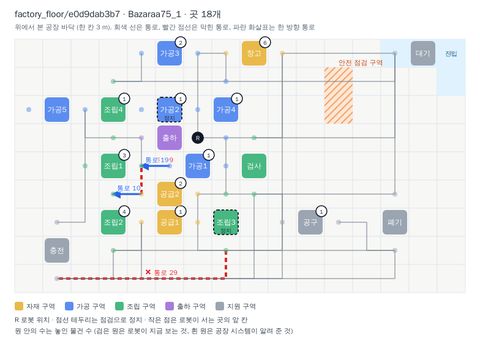 factory_floor/e0d9dab3b7 · Bazaraa75_1 · 곳 18개
위에서 본 공장 바닥 (한 칸 3 m). 회색 선은 통로, 빨간 점선은 막힌 통로, 파란 화살표는 한 방향 통로
가공3 2
창고 6
대기
진입
안전 점검 구역
가공5
조립4 1
가공2 1
가공4 1
출하
R
조립1 3
통로 19
가공1 1
검사
통로 10
공급2 2
조립2 4
공급1 1
조립3
공구 1
폐기
충전
× 통로 29
자재 구역
가공 구역
조립 구역
출하 구역
지원 구역
R 로봇 위치 · 점선 테두리는 점검으로 정지 · 작은 점은 로봇이 서는 곳의 앞 칸
원 안의 수는 놓인 물건 수 (검은 원은 로봇이 지금 보는 것, 흰 원은 공장 시스템이 알려 준 것)